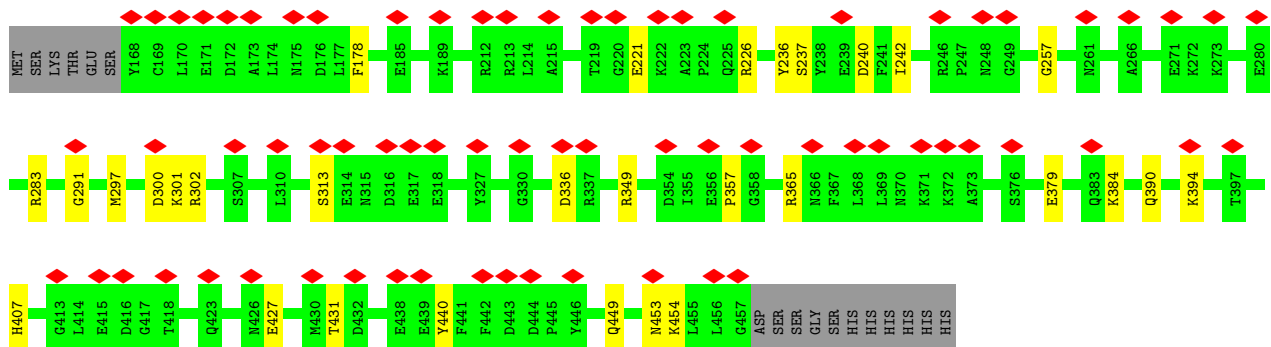 MET SER LYS THR GLU SER Y168 C169 L170 E171 D172 A173 L174 N175 D176 L177 F178 E185 K189 R212 R213 L214 A215 T219 G220 E221 K222 A223 P224 Q225 R226 Y236 S237 Y238 E239 D240 F241 I242 R246 P247 N248 G249 G257 N261 A266 E271 K272 K273 E280
R283 G291 M297 D300 K301 R302 S307 L310 S313 E314 N315 D316 E317 E318 Y327 G330 D336 R337 R349 D354 I355 E356 P357 G358 R365 N366 F367 L368 L369 N370 K371 K372 A373 S376 E379 Q383 K384 Q390 K394 T397
H407 G413 L414 E415 D416 G417 T418 Q423 N426 E427 M430 T431 D432 E438 E439 Y440 F441 F442 D443 D444 P445 Y446 Q449 N453 K454 L455 L456 G457 ASP SER SER GLY SER HIS HIS HIS HIS HIS HIS